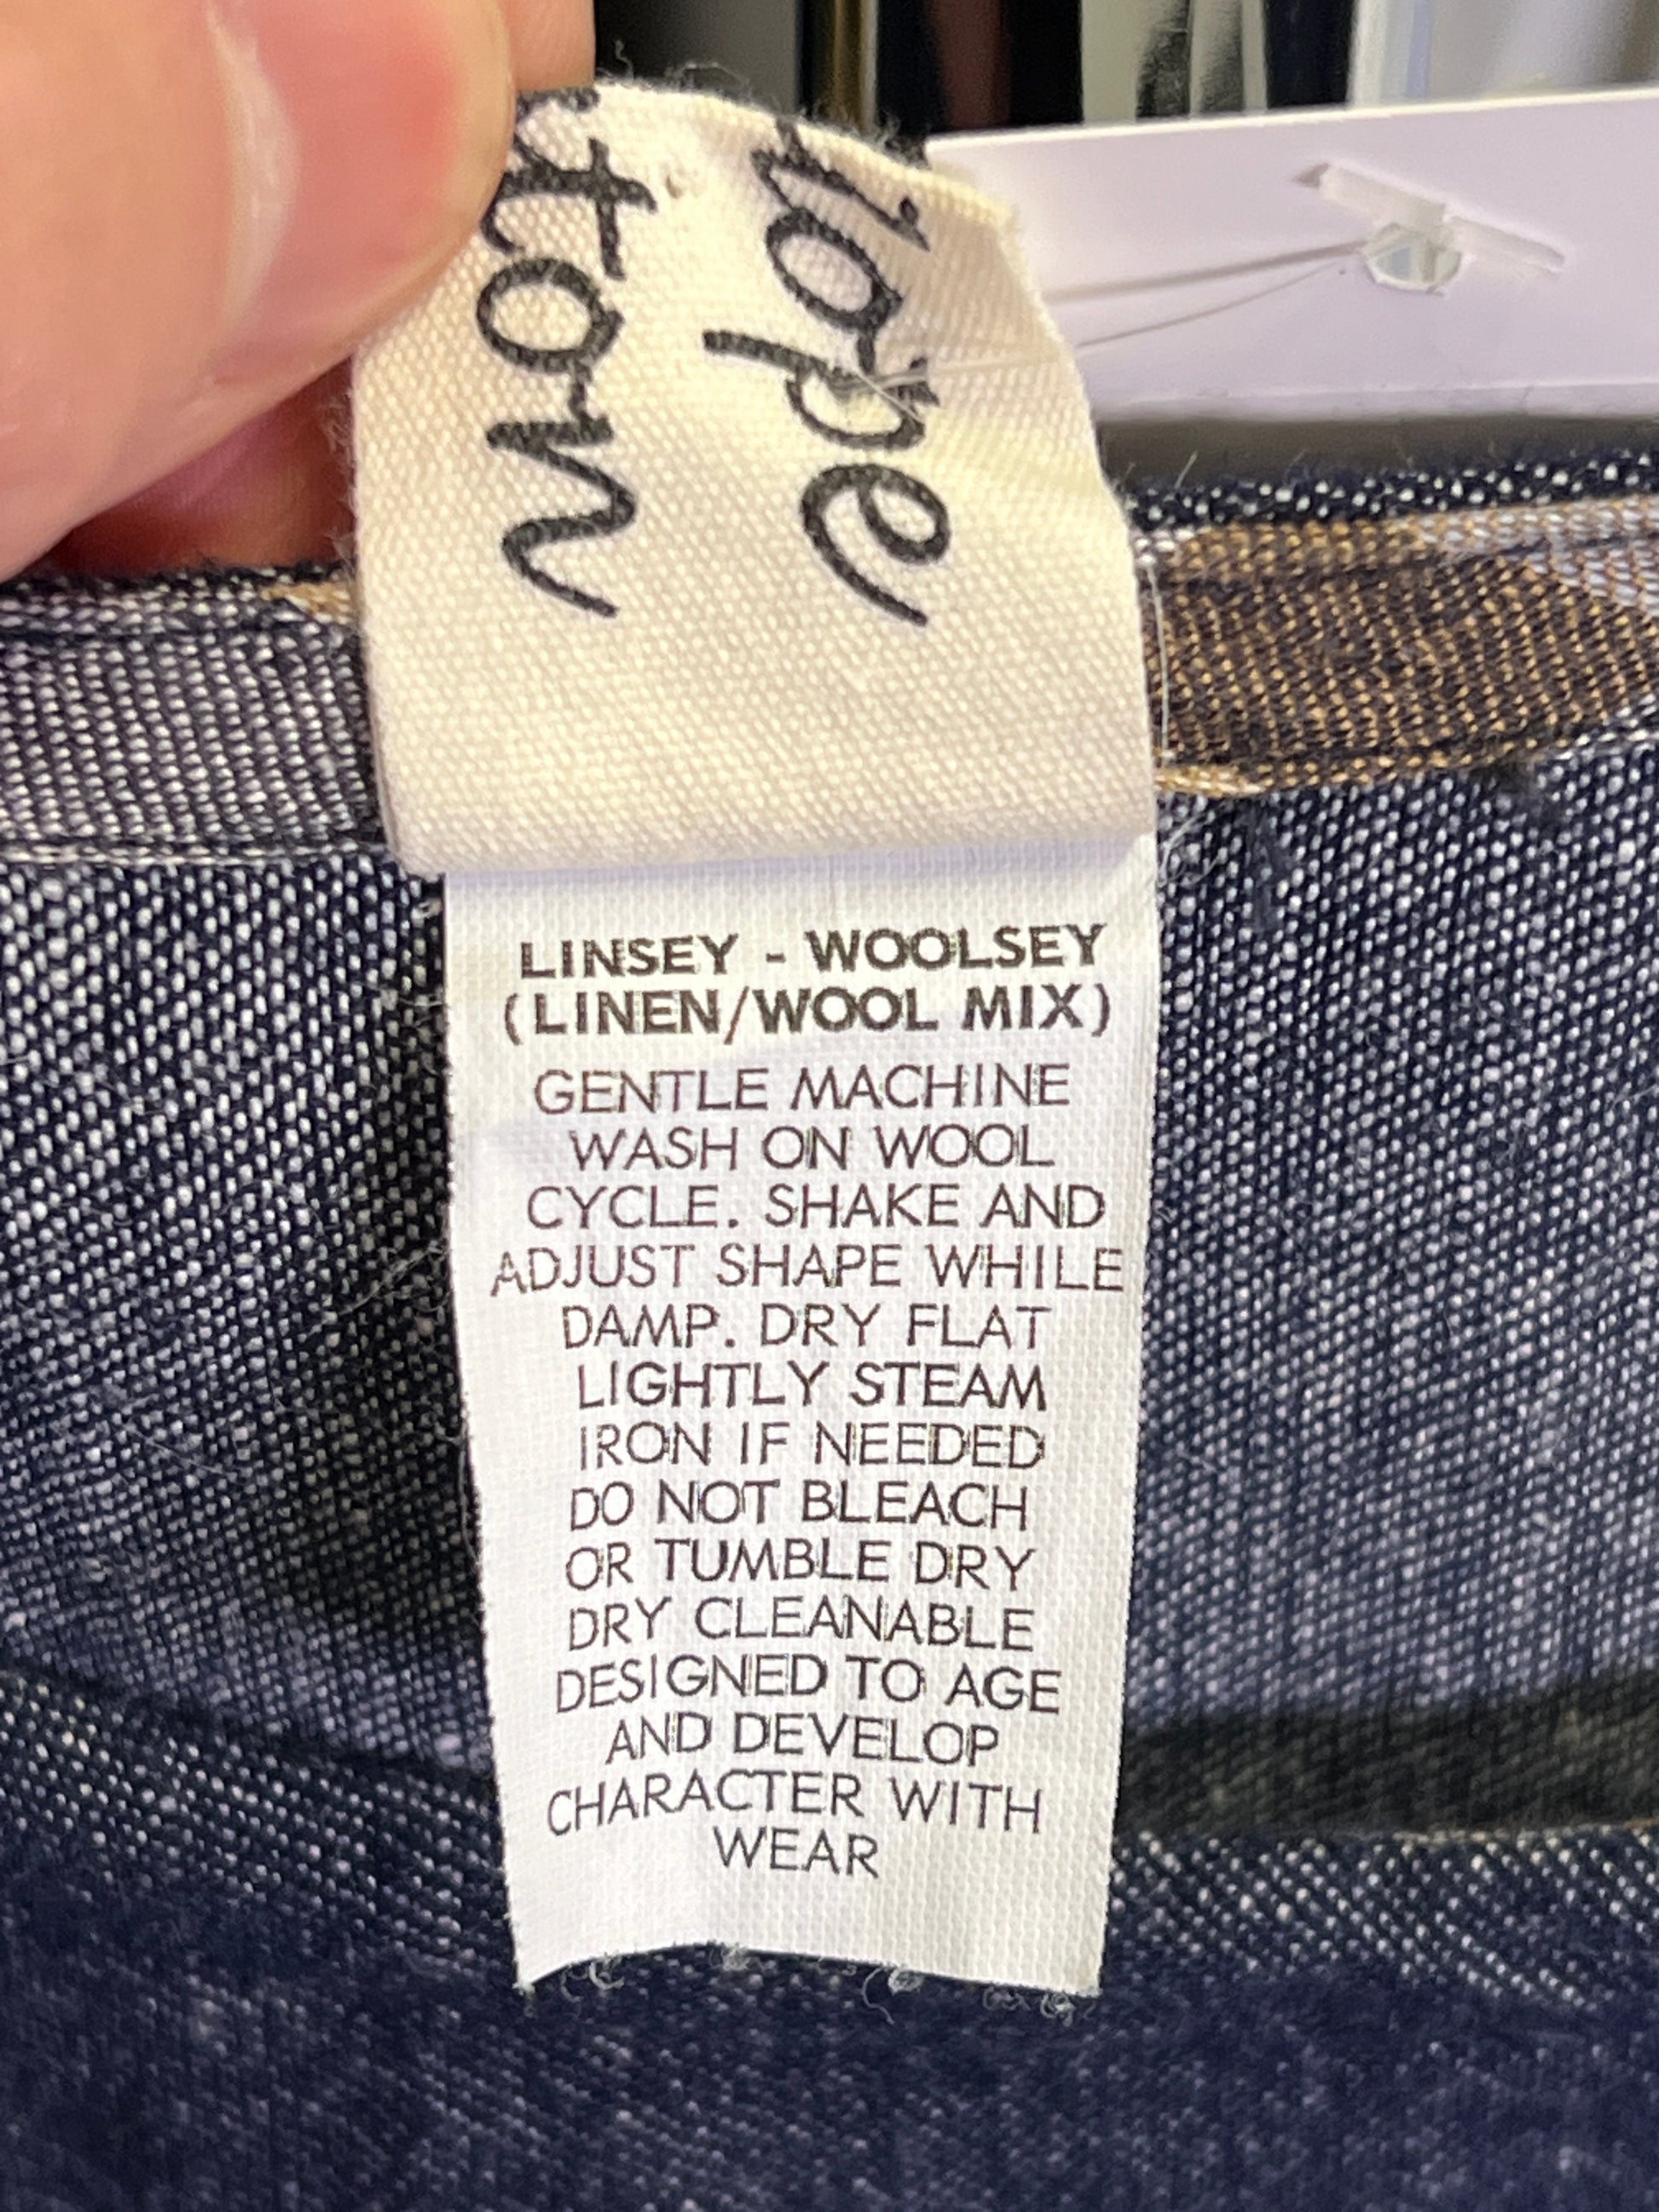 LINSEY - WOOLSEY
(LINEN/WOOL MIX)
GENTLE MACHINE
WASH ON WOOL
CYCLE. SHAKE AND
ADJUST SHAPE WHILE
DAMP. DRY FLAT
LIGHTLY STEAM
IRON IF NEEDED
DO NOT BLEACH
OR TUMBLE DRY
DRY CLEANABLE
DESIGNED TO AGE
AND DEVELOP
CHARACTER WITH
WEAR